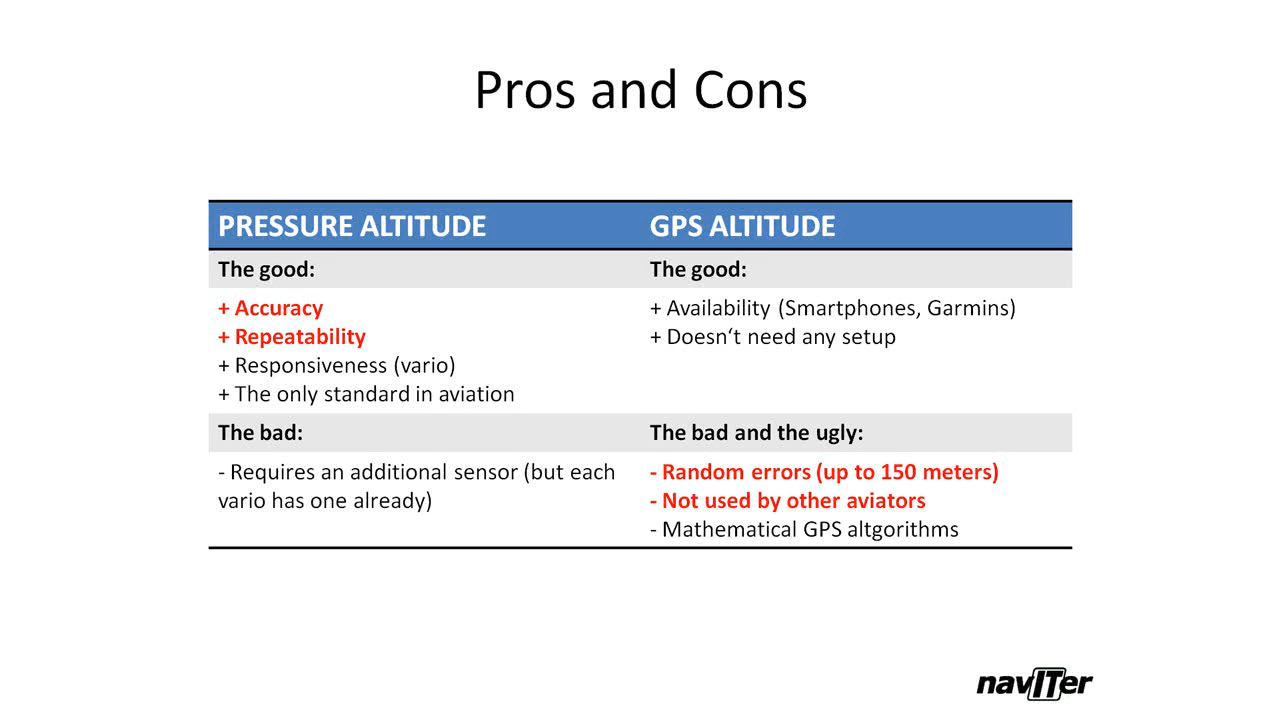 Pros and Cons
PRESSURE ALTITUDE
GPS ALTITUDE
The good:
The good:
+ Accuracy
+ Repeatability
+ Responsiveness (vario)
+ The only standard in aviation
+ Availability (Smartphones, Garmins)
+ Doesn‘t need any setup
The bad:
The bad and the ugly:
- Requires an additional sensor (but each
vario has one already)
- Random errors (up to 150 meters)
- Not used by other aviators
- Mathematical GPS altgorithms
navITer